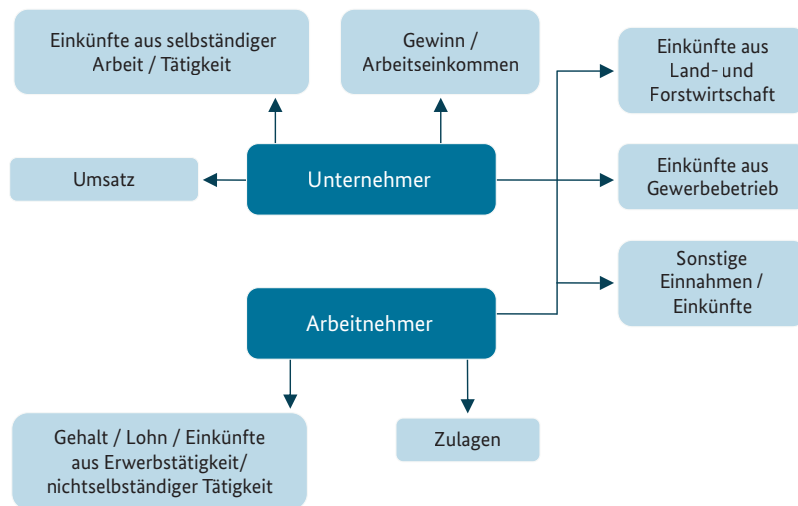 Einkünfte aus selbständiger
Arbeit / Tätigkeit
Gewinn /
Arbeitseinkommen
Einkünfte aus
Land- und
Forstwirtschaft
Umsatz
Unternehmer
Einkünfte aus
Gewerbebetrieb
Sonstige
Einnahmen /
Einkünfte
Arbeitnehmer
Gehalt / Lohn / Einkünfte
aus Erwerbstätigkeit/
nichtselbständiger Tätigkeit
Zulagen